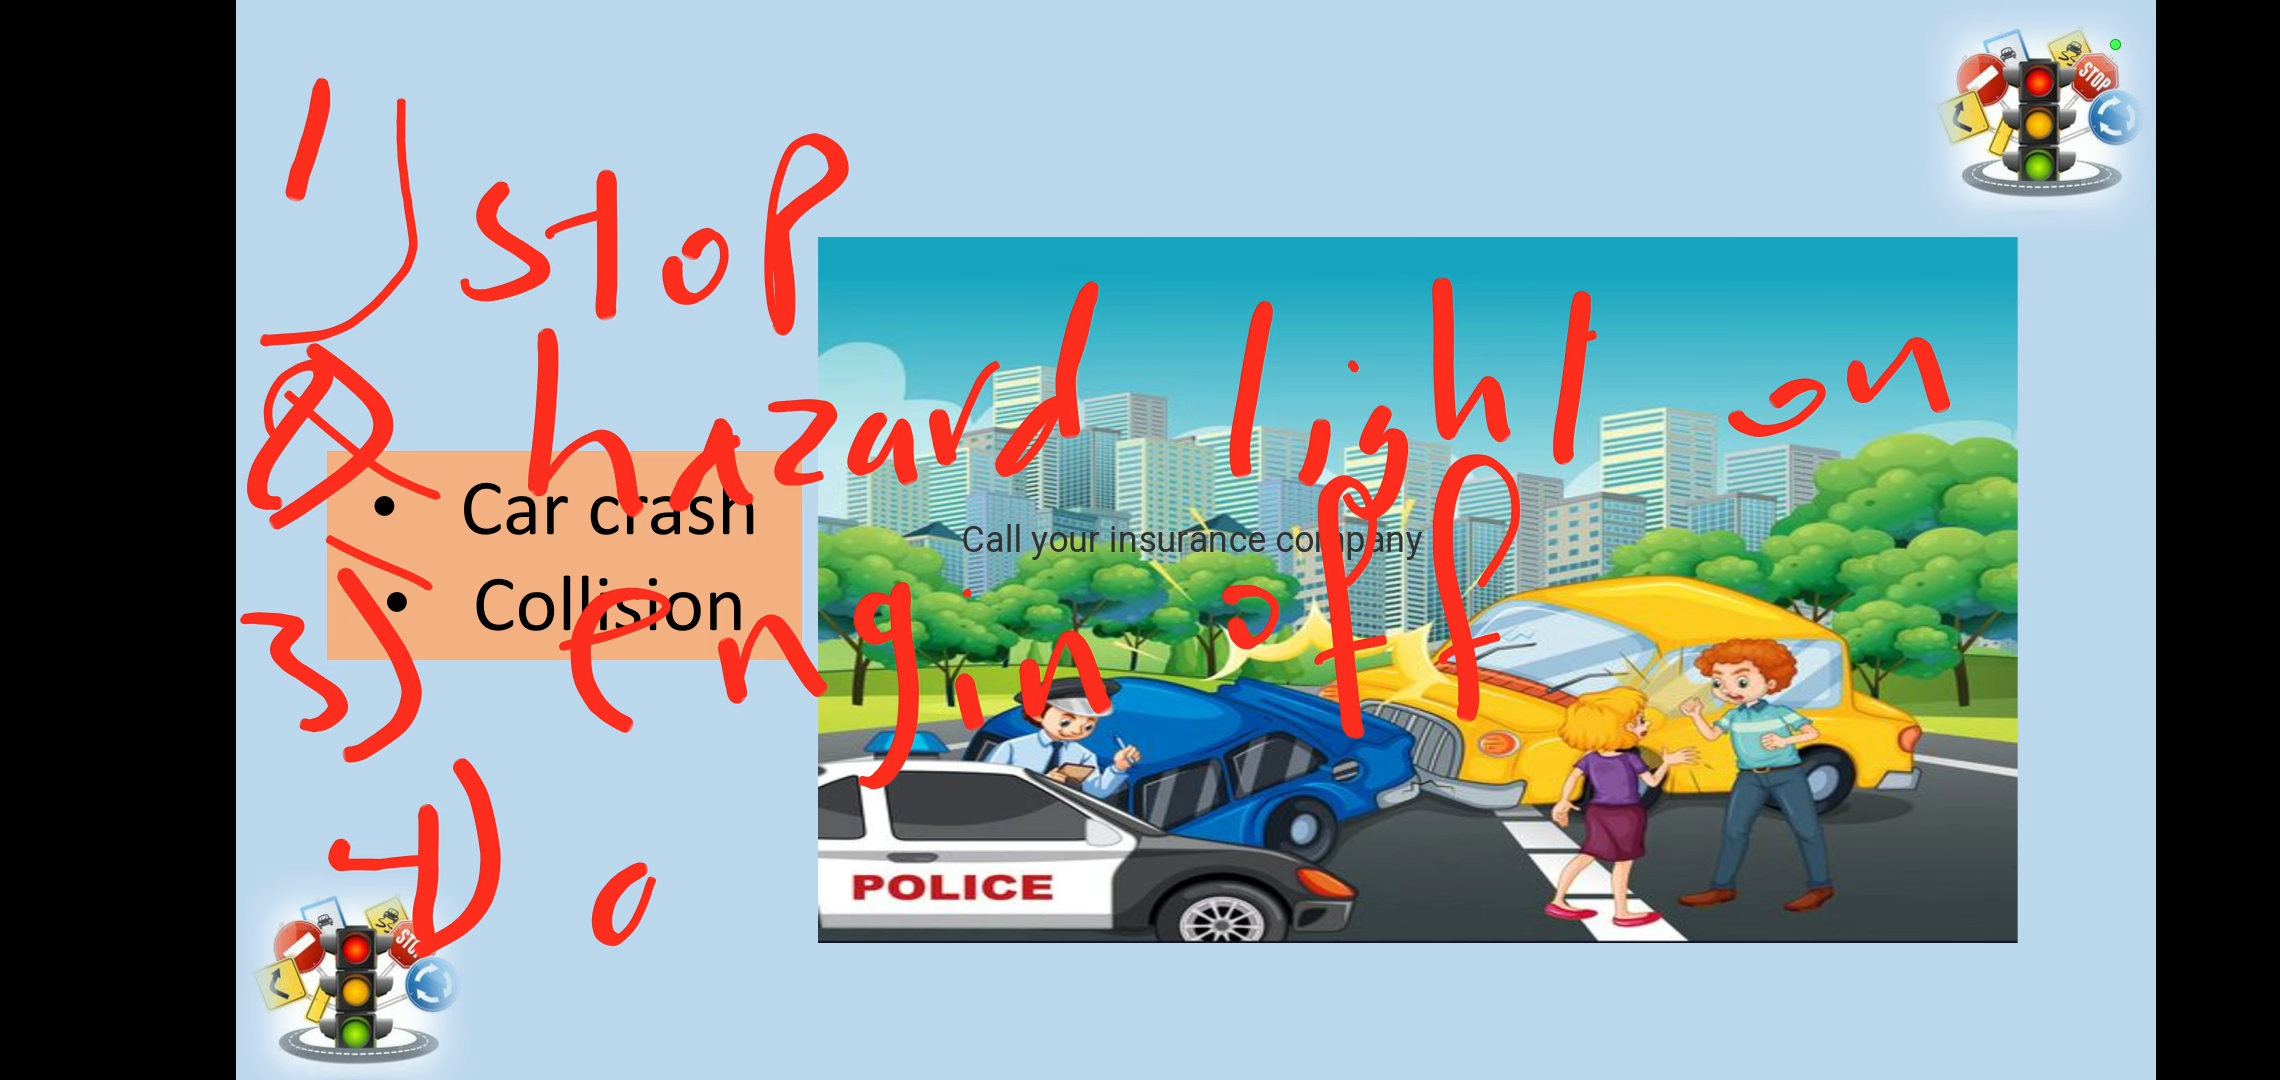 STOP
1) stop
2) hazard light on
• Car crash
Call your insurance company
• Collision
3) engin off
4) o
POLICE
STOP